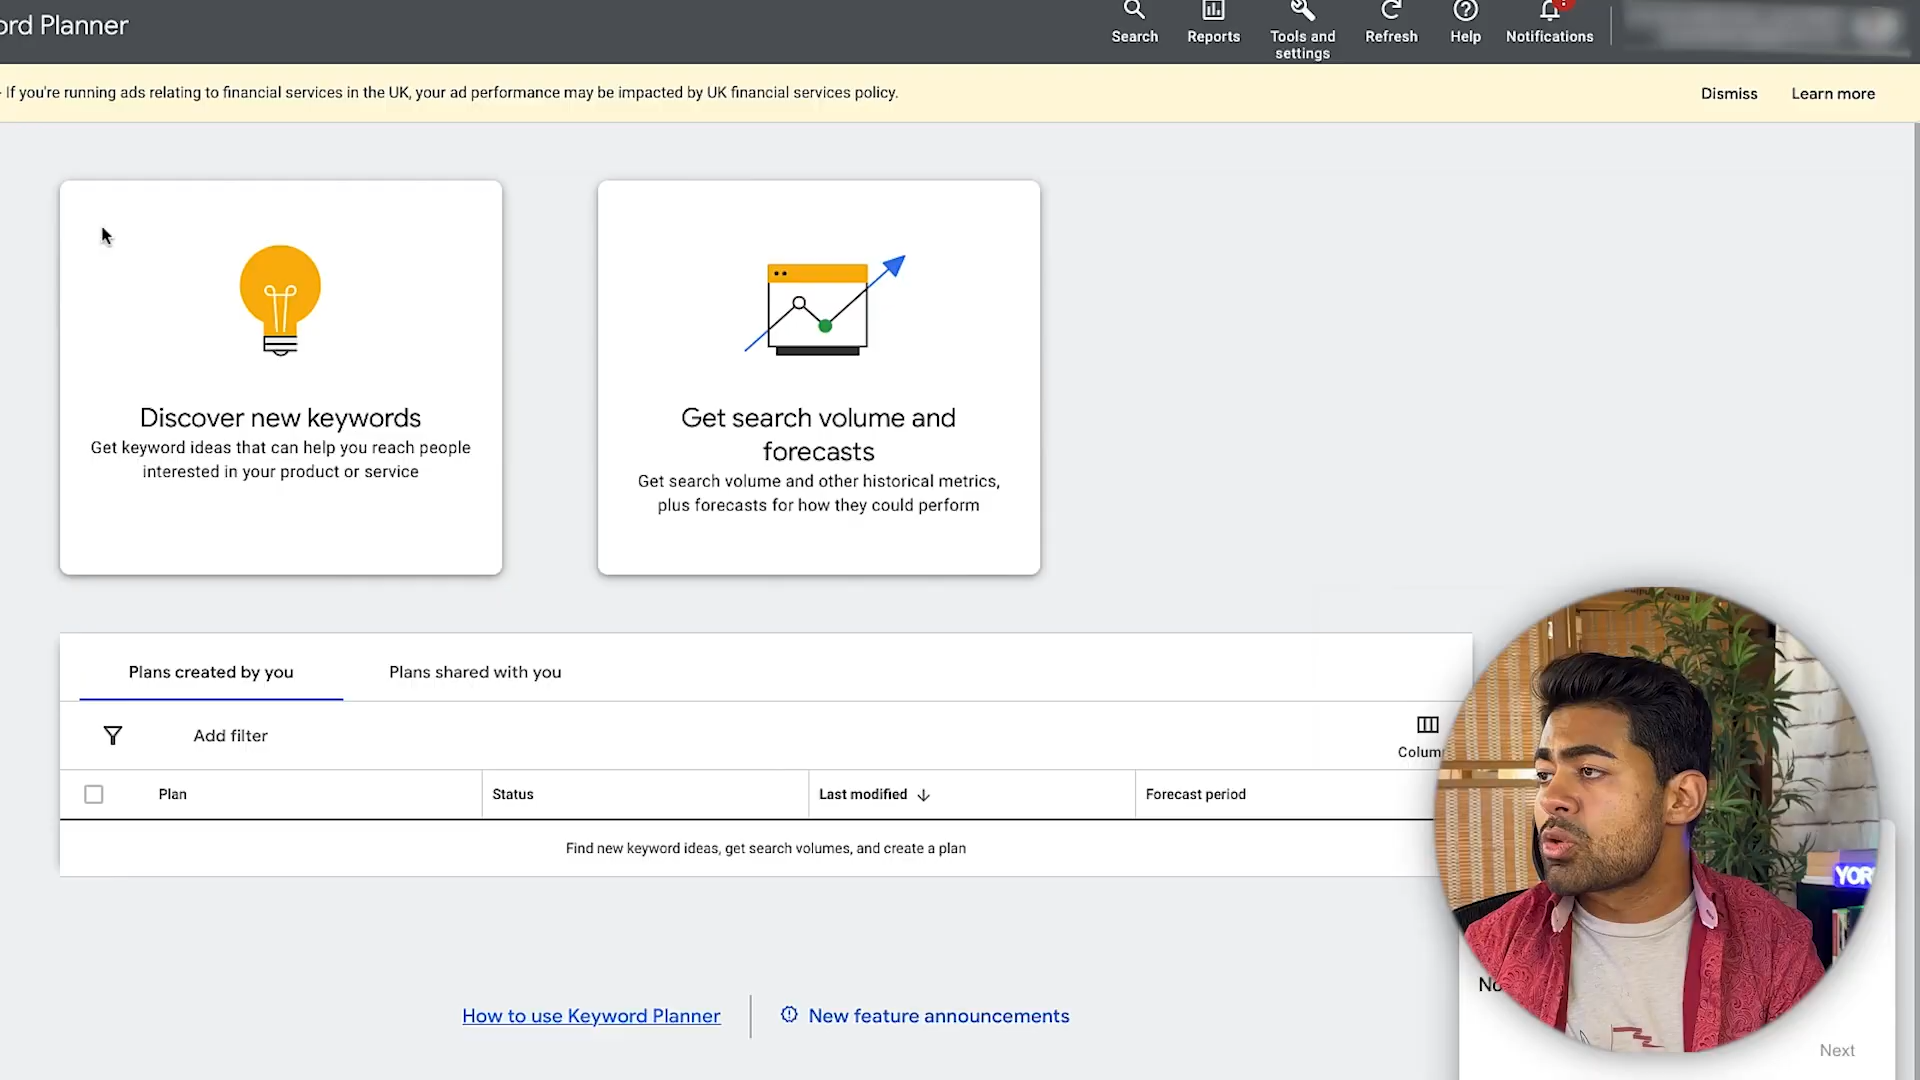 ord Planner
Search
Reports
Tools and
settings
Refresh
Help
Notifications
If you're running ads relating to financial services in the UK, your ad performance may be impacted by UK financial services policy.
Dismiss
Learn more
Discover new keywords
Get keyword ideas that can help you reach people
interested in your product or service
Get search volume and
forecasts
Get search volume and other historical metrics,
plus forecasts for how they could perform
Plans created by you
Plans shared with you
Add filter
Colum
Plan
Status
Last modified
Forecast period
Find new keyword ideas, get search volumes, and create a plan
YOR
No
How to use Keyword Planner
New feature announcements
Next